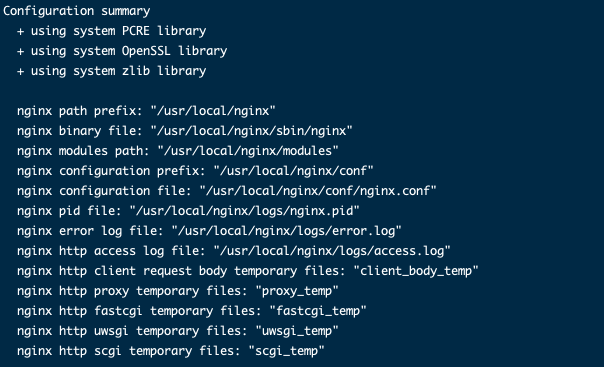 Configuration summary
+ using system PCRE library
+ using system OpenSSL library
+ using system zlib library
nginx path prefix: "/usr/local/nginx"
nginx binary file: "/usr/local/nginx/sbin/nginx"
nginx modules path: "/usr/local/nginx/modules"
nginx configuration prefix: "/usr/local/nginx/conf"
nginx configuration file: "/usr/local/nginx/conf/nginx.conf"
nginx pid file: "/usr/local/nginx/logs/nginx.pid"
nginx error log file: "/usr/local/nginx/logs/error.log"
nginx http access log file: "/usr/local/nginx/logs/access.log"
nginx http client request body temporary files: "client_body_temp"
nginx http proxy temporary files: "proxy_temp"
nginx http fastcgi temporary files: "fastcgi_temp"
nginx http uwsgi temporary files: "uwsgi_temp"
nginx http scgi temporary files: "scgi_temp"